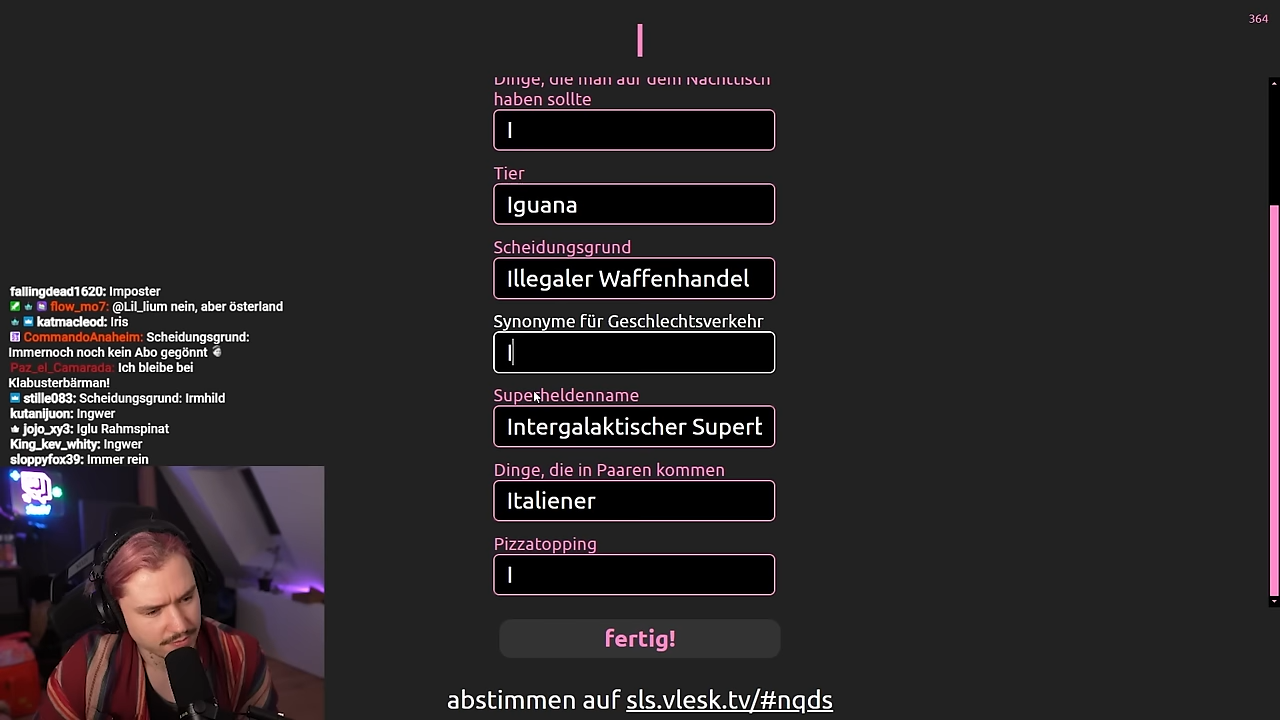 364
I
Dinge, die man auf dem Nachttisch
haben sollte
I
Tier
Iguana
Scheidungsgrund
Illegaler Waffenhandel
Synonyme für Geschlechtsverkehr
I
Superheldenname
Intergalaktischer Supert
Dinge, die in Paaren kommen
Italiener
Pizzatopping
I
fertig!
abstimmen auf sls.vlesk.tv/#nqds
fallingdead1620: Imposter
flow_mo7: @Lil_lium nein, aber österland
katmacleod: Iris
CommandoAnaheim: Scheidungsgrund:
Immernoch noch kein Abo gegönnt
Paz_el_Camarada: Ich bleibe bei
Klabusterbärman!
stille083: Scheidungsgrund: Irmhild
kutanijuon: Ingwer
jojo_xy3: Iglu Rahmspinat
King_kev_whity: Ingwer
sloppyfox39: Immer rein